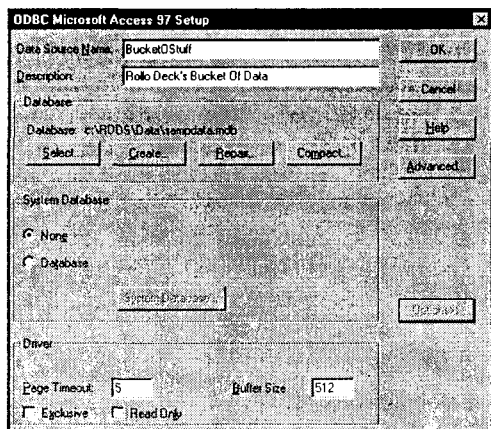 ODBC Microsoft Access 97 Setup
Data Source Name: BucketOStuff
OK
Description: Rollo Deck's Bucket Of Data
Cancel
Database
Database: c:\RODS\Data\sampdata.mdb
Help
Select... Create... Repair... Compact...
Advanced...
System Database
None
Database
System Database...
Options
Driver
Page Timeout: 5 Buffer Size 512
Exclusive Read Only